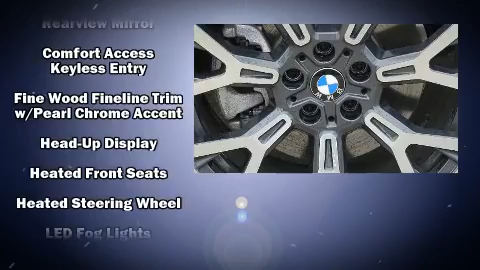 Rearview Mirror
Comfort Access
Keyless Entry
Fine Wood Fineline Trim
w/Pearl Chrome Accent
Head-Up Display
Heated Front Seats
Heated Steering Wheel
LED Fog Lights
BMW